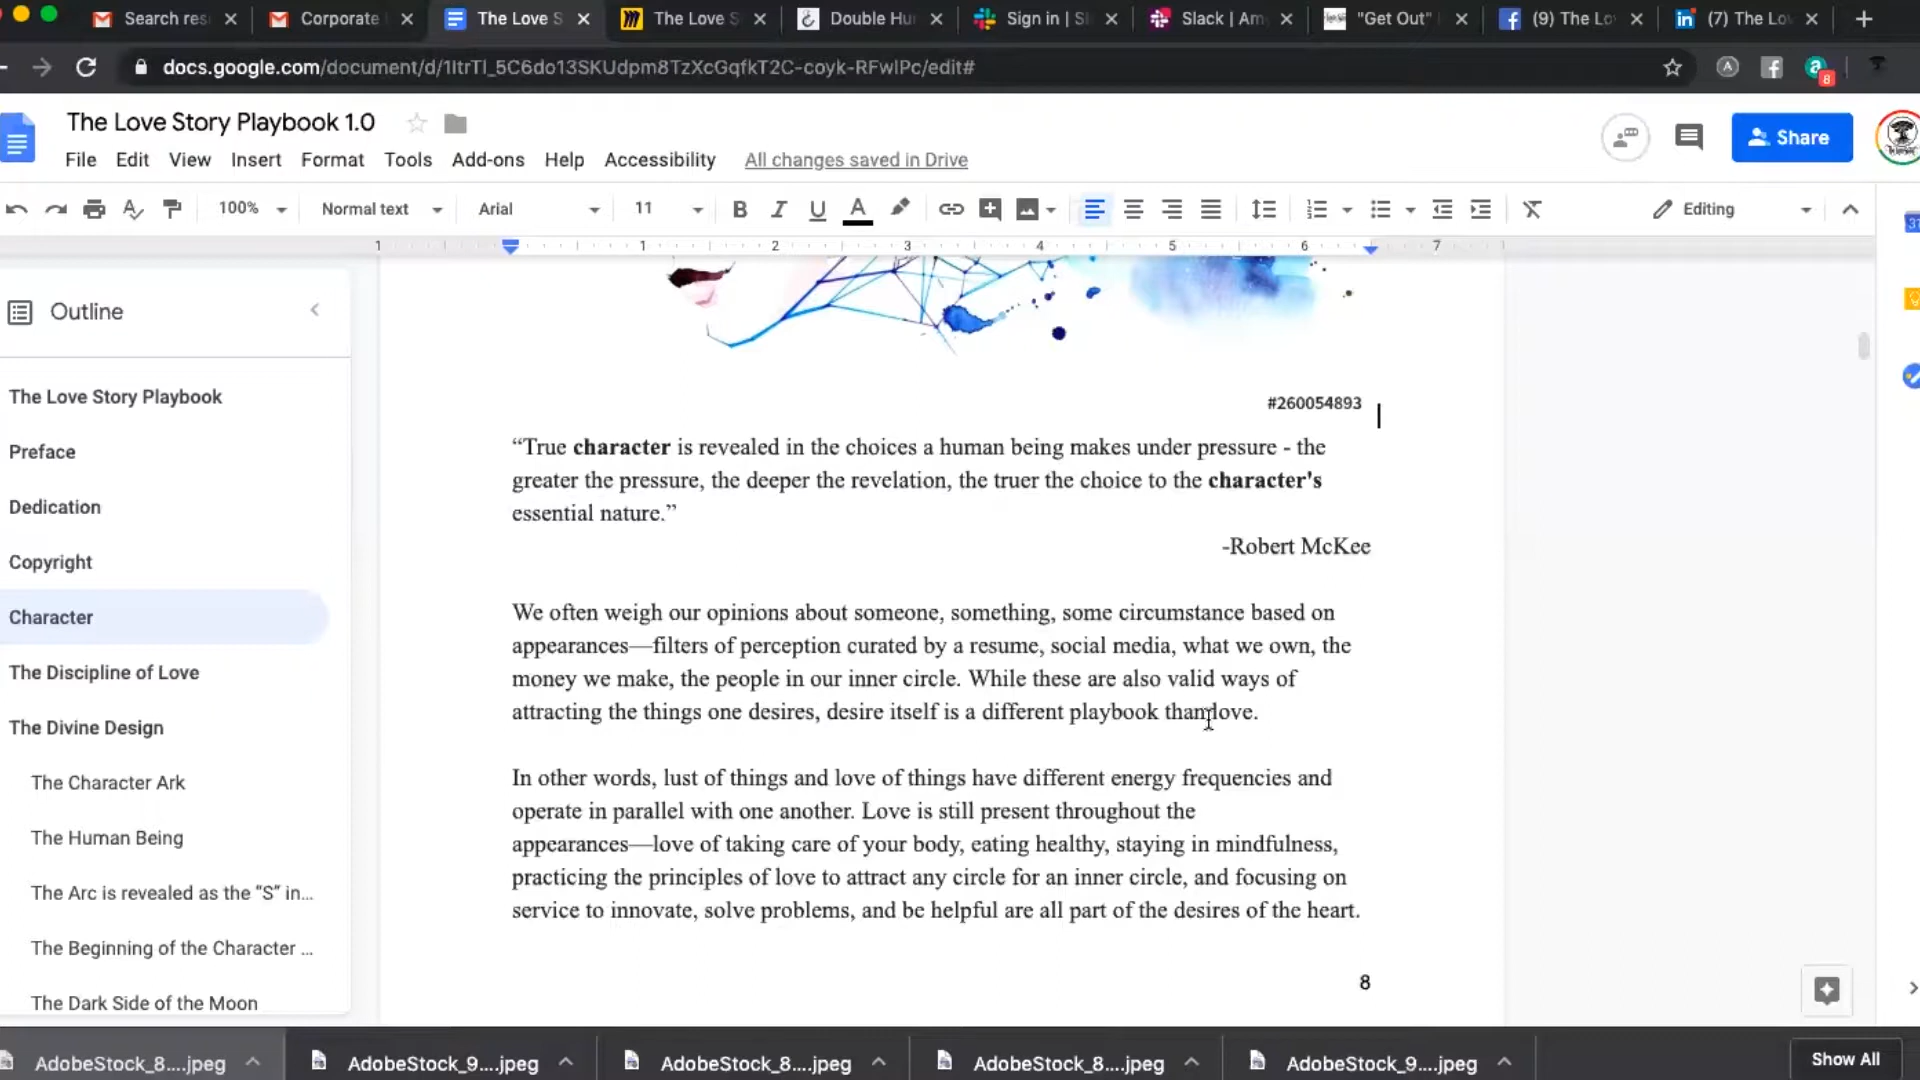 Search res
Corporate
The Love S
The Love S
Double Hu
Sign in | Sl
Slack | Am
"Get Out"
(9) The Lo
(7) The Lo
docs.google.com/document/d/1ItrTl_5C6do13SKUdpm8TzXcGqfkT2C-coyk-RFwlPc/edit#
8
The Love Story Playbook 1.0
File Edit View Insert Format Tools Add-ons Help Accessibility All changes saved in Drive
Share
100% Normal text Arial 11 B I U A Editing
1 1 2 3 4 5 6 7
31
Outline
The Love Story Playbook
Preface
Dedication
Copyright
Character
The Discipline of Love
The Divine Design
The Character Ark
The Human Being
The Arc is revealed as the “S” in...
The Beginning of the Character ...
The Dark Side of the Moon
#260054893
“True character is revealed in the choices a human being makes under pressure - the
greater the pressure, the deeper the revelation, the truer the choice to the character's
essential nature.”
-Robert McKee
We often weigh our opinions about someone, something, some circumstance based on
appearances—filters of perception curated by a resume, social media, what we own, the
money we make, the people in our inner circle. While these are also valid ways of
attracting the things one desires, desire itself is a different playbook than love.
In other words, lust of things and love of things have different energy frequencies and
operate in parallel with one another. Love is still present throughout the
appearances—love of taking care of your body, eating healthy, staying in mindfulness,
practicing the principles of love to attract any circle for an inner circle, and focusing on
service to innovate, solve problems, and be helpful are all part of the desires of the heart.
8
AdobeStock_8....jpeg
AdobeStock_9....jpeg
AdobeStock_8....jpeg
AdobeStock_8....jpeg
AdobeStock_9....jpeg
Show All